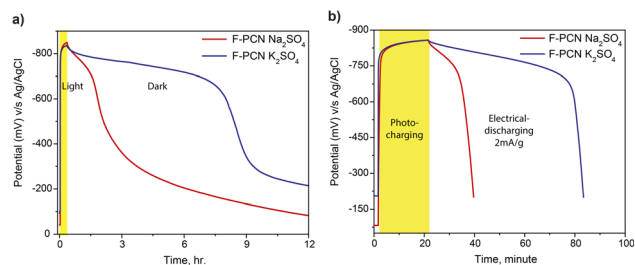 a)
F-PCN Na₂SO₄
F-PCN K₂SO₄
Light
Dark
Potential (mV) v/s Ag/AgCl
-800
-600
-400
-200
0
0
3
6
9
12
Time, hr.
b)
F-PCN Na₂SO₄
F-PCN K₂SO₄
Photo-
charging
Electrical-
discharging
2mA/g
Potential (mV) v/s Ag/AgCl
-900
-750
-600
-450
-300
-150
0
20
40
60
80
100
Time, minute